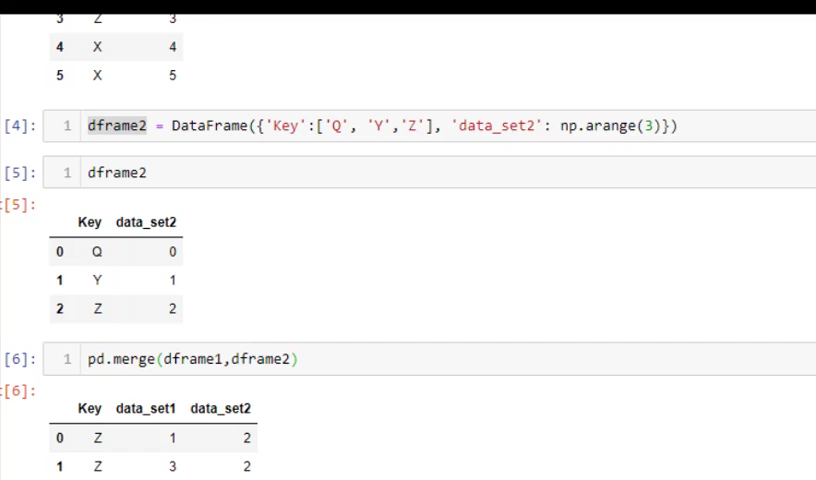 3 Z 3
4 X 4
5 X 5
[4]: 1 dframe2 = DataFrame({'Key':['Q', 'Y','Z'], 'data_set2': np.arange(3)})
[5]: 1 dframe2
t[5]:
Key data_set2
0 Q 0
1 Y 1
2 Z 2
[6]: 1 pd.merge(dframe1,dframe2)
t[6]:
Key data_set1 data_set2
0 Z 1 2
1 Z 3 2